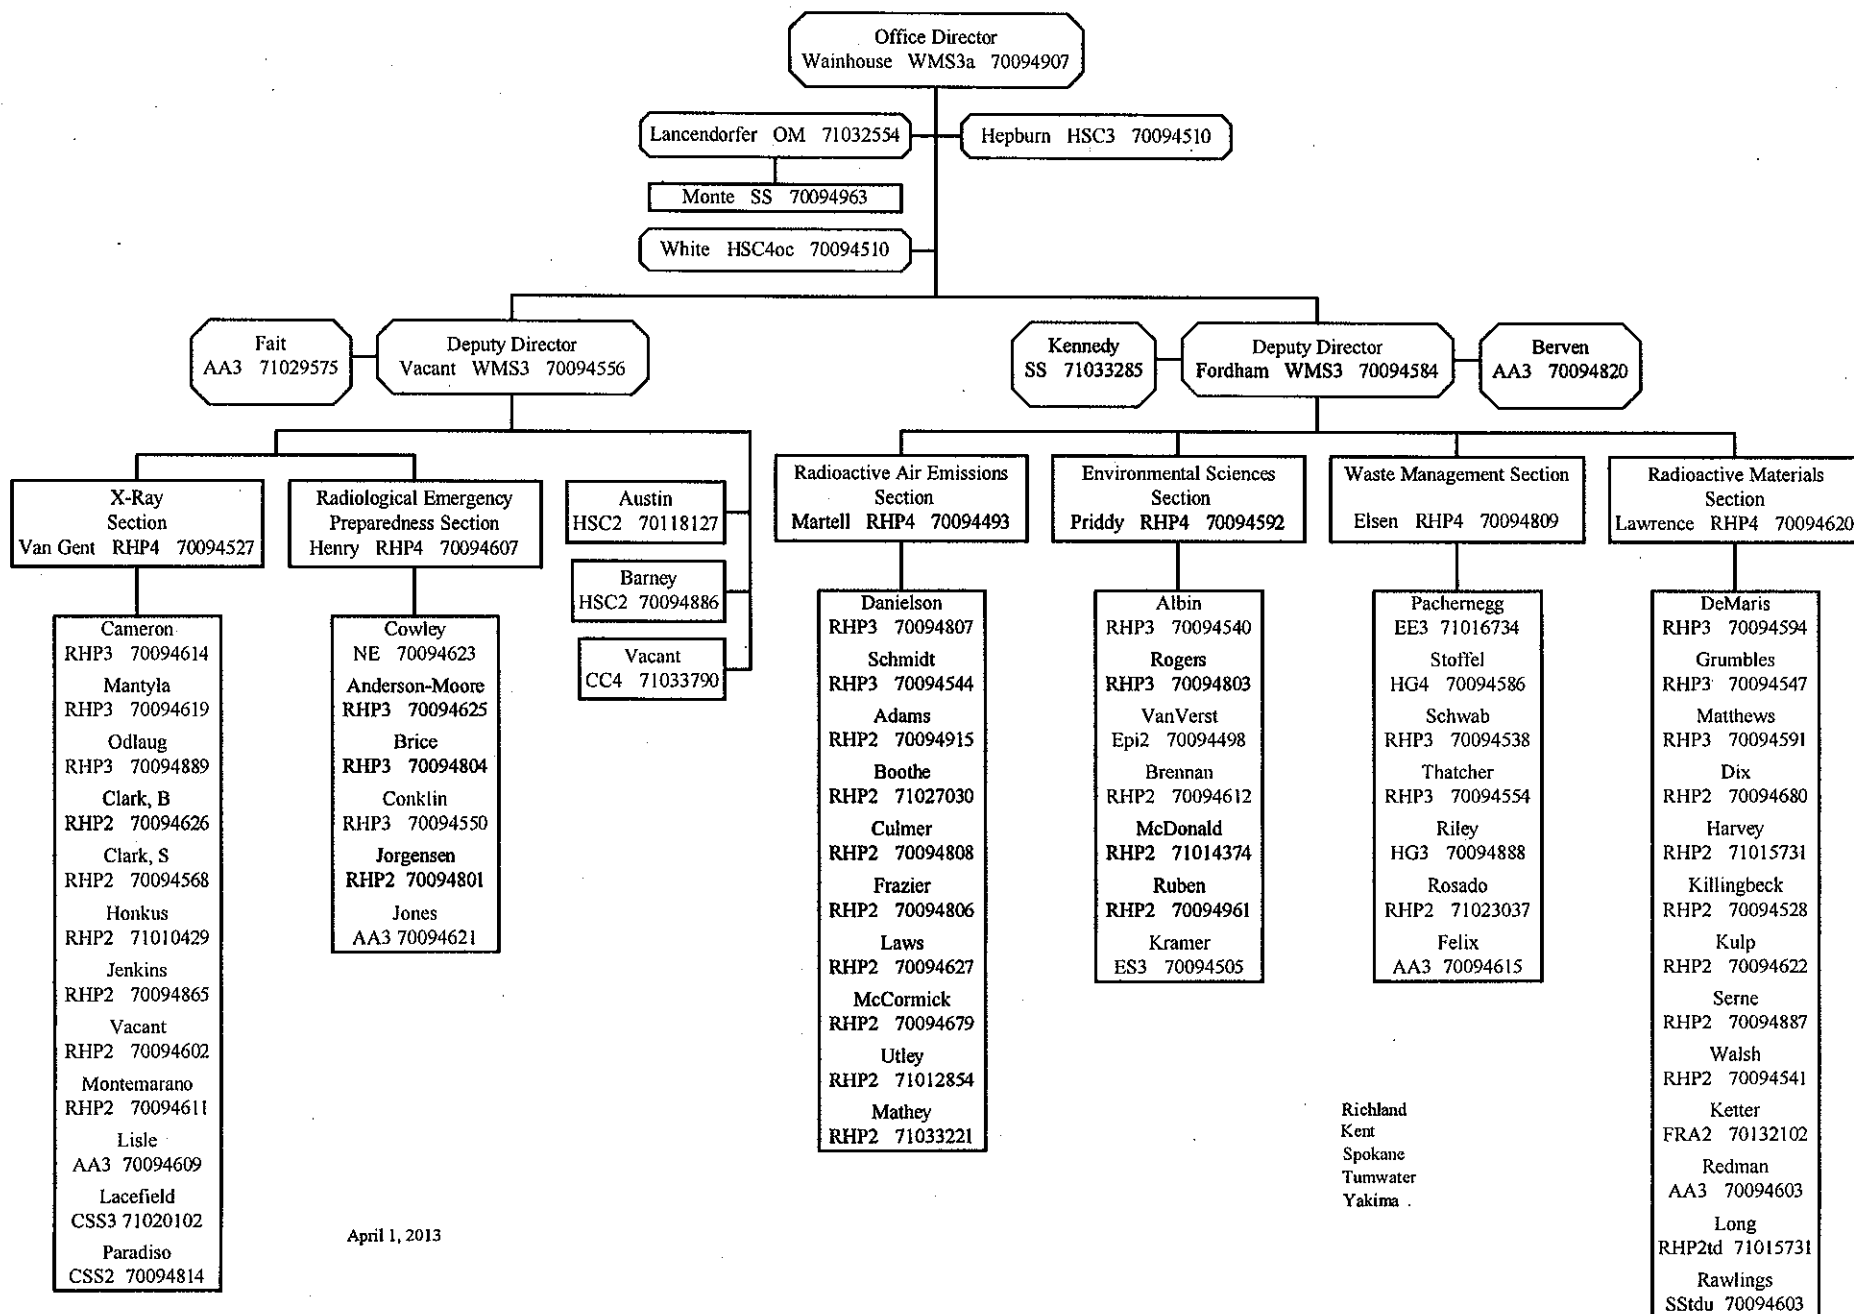 Office Director
Wainhouse WMS3a 70094907
Lancendorfer OM 71032554
Hepburn HSC3 70094510
Monte SS 70094963
White HSC4oc 70094510
Fait
AA3 71029575
Deputy Director
Vacant WMS3 70094556
Kennedy
SS 71033285
Deputy Director
Fordham WMS3 70094584
Berven
AA3 70094820
X-Ray
Section
Van Gent RHP4 70094527
Radiological Emergency
Preparedness Section
Henry RHP4 70094607
Austin
HSC2 70118127
Barney
HSC2 70094886
Vacant
CC4 71033790
Radioactive Air Emissions
Section
Martell RHP4 70094493
Environmental Sciences
Section
Priddy RHP4 70094592
Waste Management Section
Elsen RHP4 70094809
Radioactive Materials
Section
Lawrence RHP4 70094620
Cameron
RHP3 70094614
Mantyla
RHP3 70094619
Odlaug
RHP3 70094889
Clark, B
RHP2 70094626
Clark, S
RHP2 70094568
Honkus
RHP2 71010429
Jenkins
RHP2 70094865
Vacant
RHP2 70094602
Montemarano
RHP2 70094611
Lisle
AA3 70094609
Lacefield
CSS3 71020102
Paradiso
CSS2 70094814
Cowley
NE 70094623
Anderson-Moore
RHP3 70094625
Brice
RHP3 70094804
Conklin
RHP3 70094550
Jorgensen
RHP2 70094801
Jones
AA3 70094621
Danielson
RHP3 70094807
Schmidt
RHP3 70094544
Adams
RHP2 70094915
Boothe
RHP2 71027030
Culmer
RHP2 70094808
Frazier
RHP2 70094806
Laws
RHP2 70094627
McCormick
RHP2 70094679
Utley
RHP2 71012854
Mathey
RHP2 71033221
Albin
RHP3 70094540
Rogers
RHP3 70094803
VanVerst
Epi2 70094498
Brennan
RHP2 70094612
McDonald
RHP2 71014374
Ruben
RHP2 70094961
Kramer
ES3 70094505
Pachernegg
EE3 71016734
Stoffel
HG4 70094586
Schwab
RHP3 70094538
Thatcher
RHP3 70094554
Riley
HG3 70094888
Rosado
RHP2 71023037
Felix
AA3 70094615
DeMaris
RHP3 70094594
Grumbles
RHP3 70094547
Matthews
RHP3 70094591
Dix
RHP2 70094680
Harvey
RHP2 71015731
Killingbeck
RHP2 70094528
Kulp
RHP2 70094622
Serne
RHP2 70094887
Walsh
RHP2 70094541
Ketter
FRA2 70132102
Redman
AA3 70094603
Long
RHP2td 71015731
Rawlings
SStdu 70094603
Richland
Kent
Spokane
Tumwater
Yakima
April 1, 2013